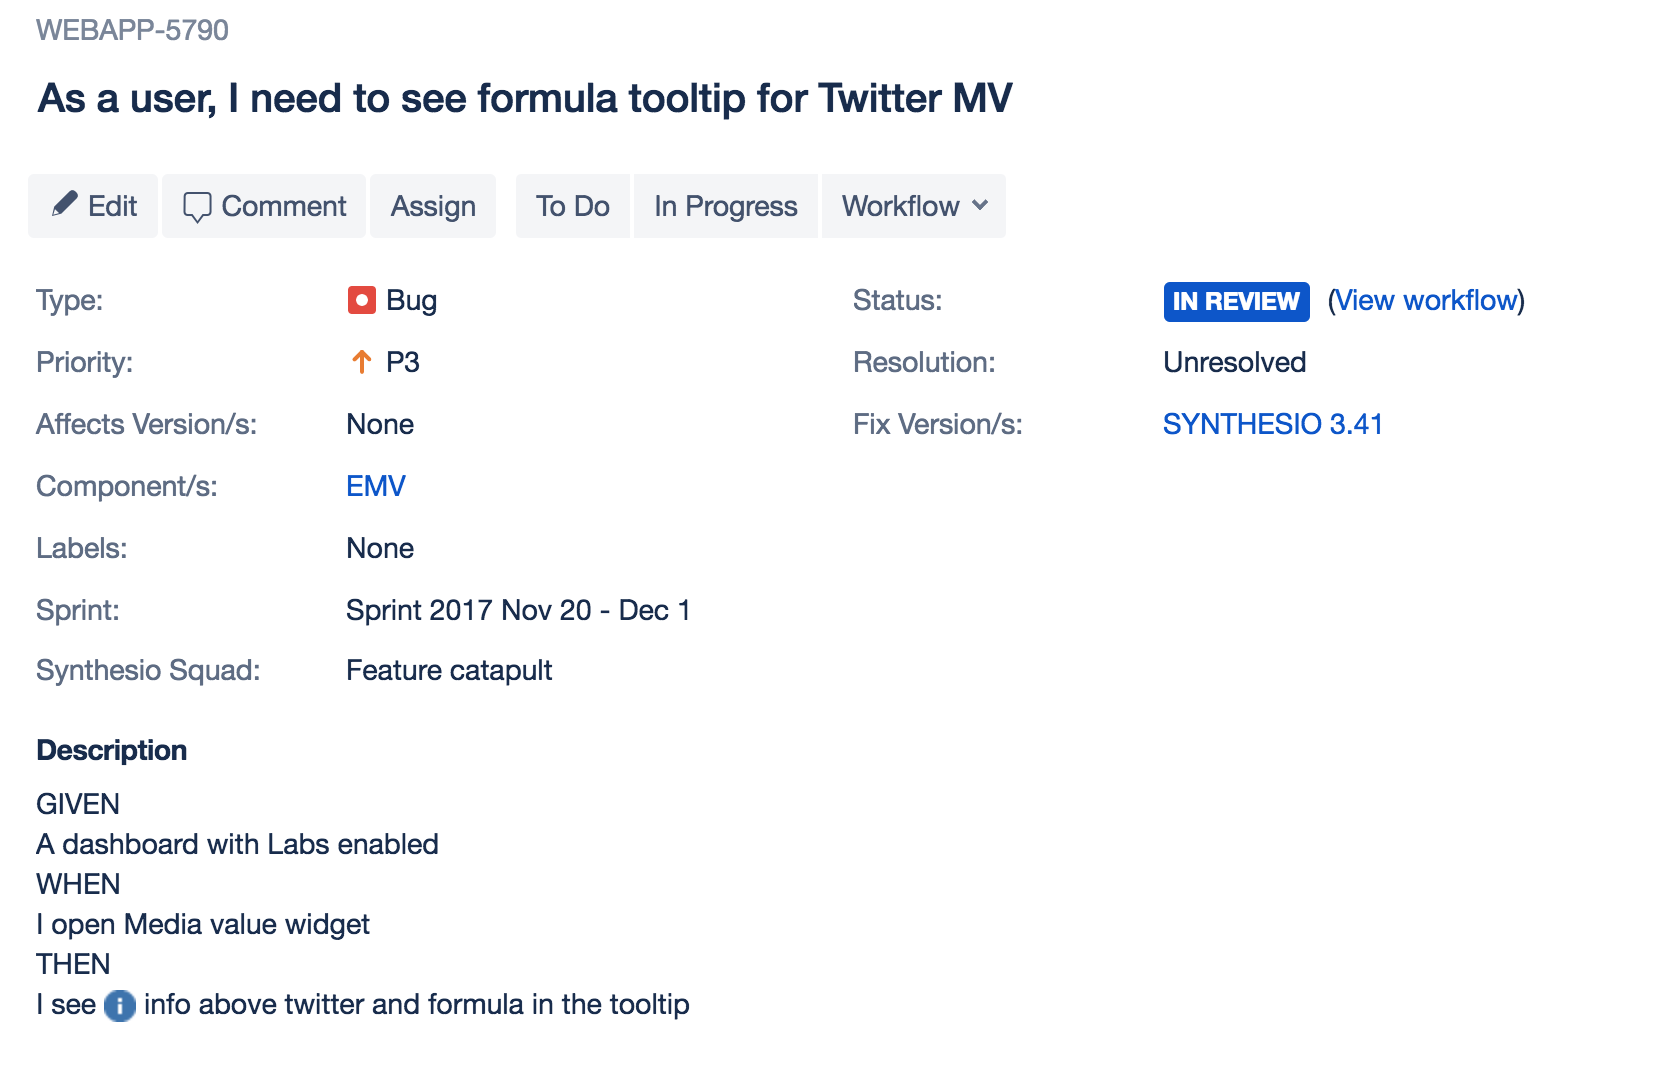 WEBAPP-5790
As a user, I need to see formula tooltip for Twitter MV
Edit Comment Assign To Do In Progress Workflow
Type: Bug Status: IN REVIEW (View workflow)
Priority: P3 Resolution: Unresolved
Affects Version/s: None Fix Version/s: SYNTHESIO 3.41
Component/s: EMV
Labels: None
Sprint: Sprint 2017 Nov 20 - Dec 1
Synthesio Squad: Feature catapult
Description
GIVEN
A dashboard with Labs enabled
WHEN
I open Media value widget
THEN
I see i info above twitter and formula in the tooltip